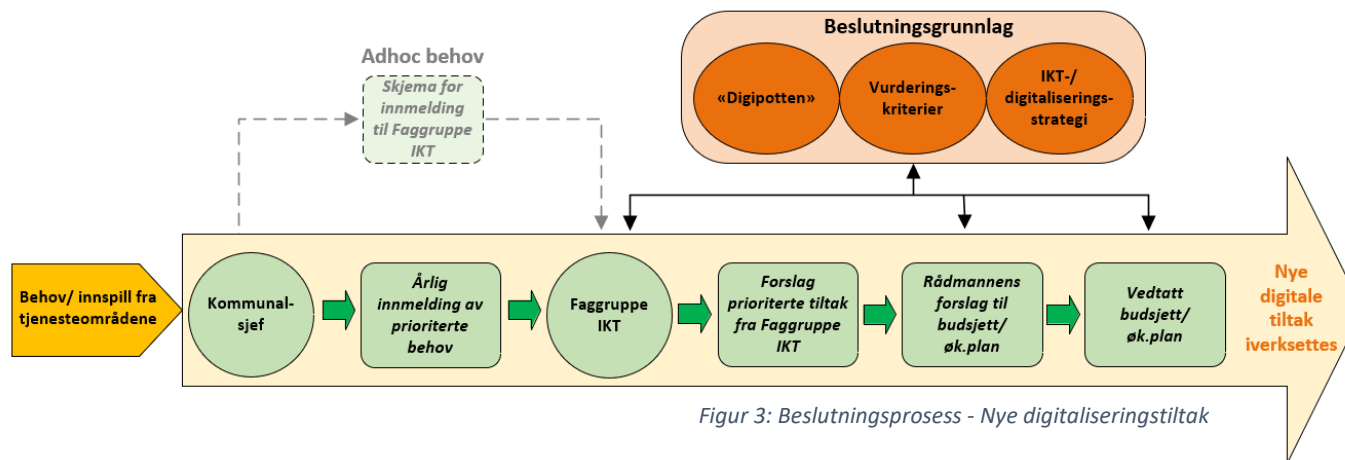 Beslutningsgrunnlag
«Digipotten»
Vurderings-
kriterier
IKT-/
digitaliserings-
strategi
Adhoc behov
Skjema for
innmelding
til Faggruppe
IKT
Behov/ innspill fra
tjenesteområdene
Kommunal-
sjef
Årlig
innmelding av
prioriterte
behov
Faggruppe
IKT
Forslag
prioriterte tiltak
fra Faggruppe
IKT
Rådmannens
forslag til
budsjett/
øk.plan
Vedtatt
budsjett/
øk.plan
Nye
digitale
tiltak
iverksettes
Figur 3: Beslutningsprosess - Nye digitaliseringstiltak